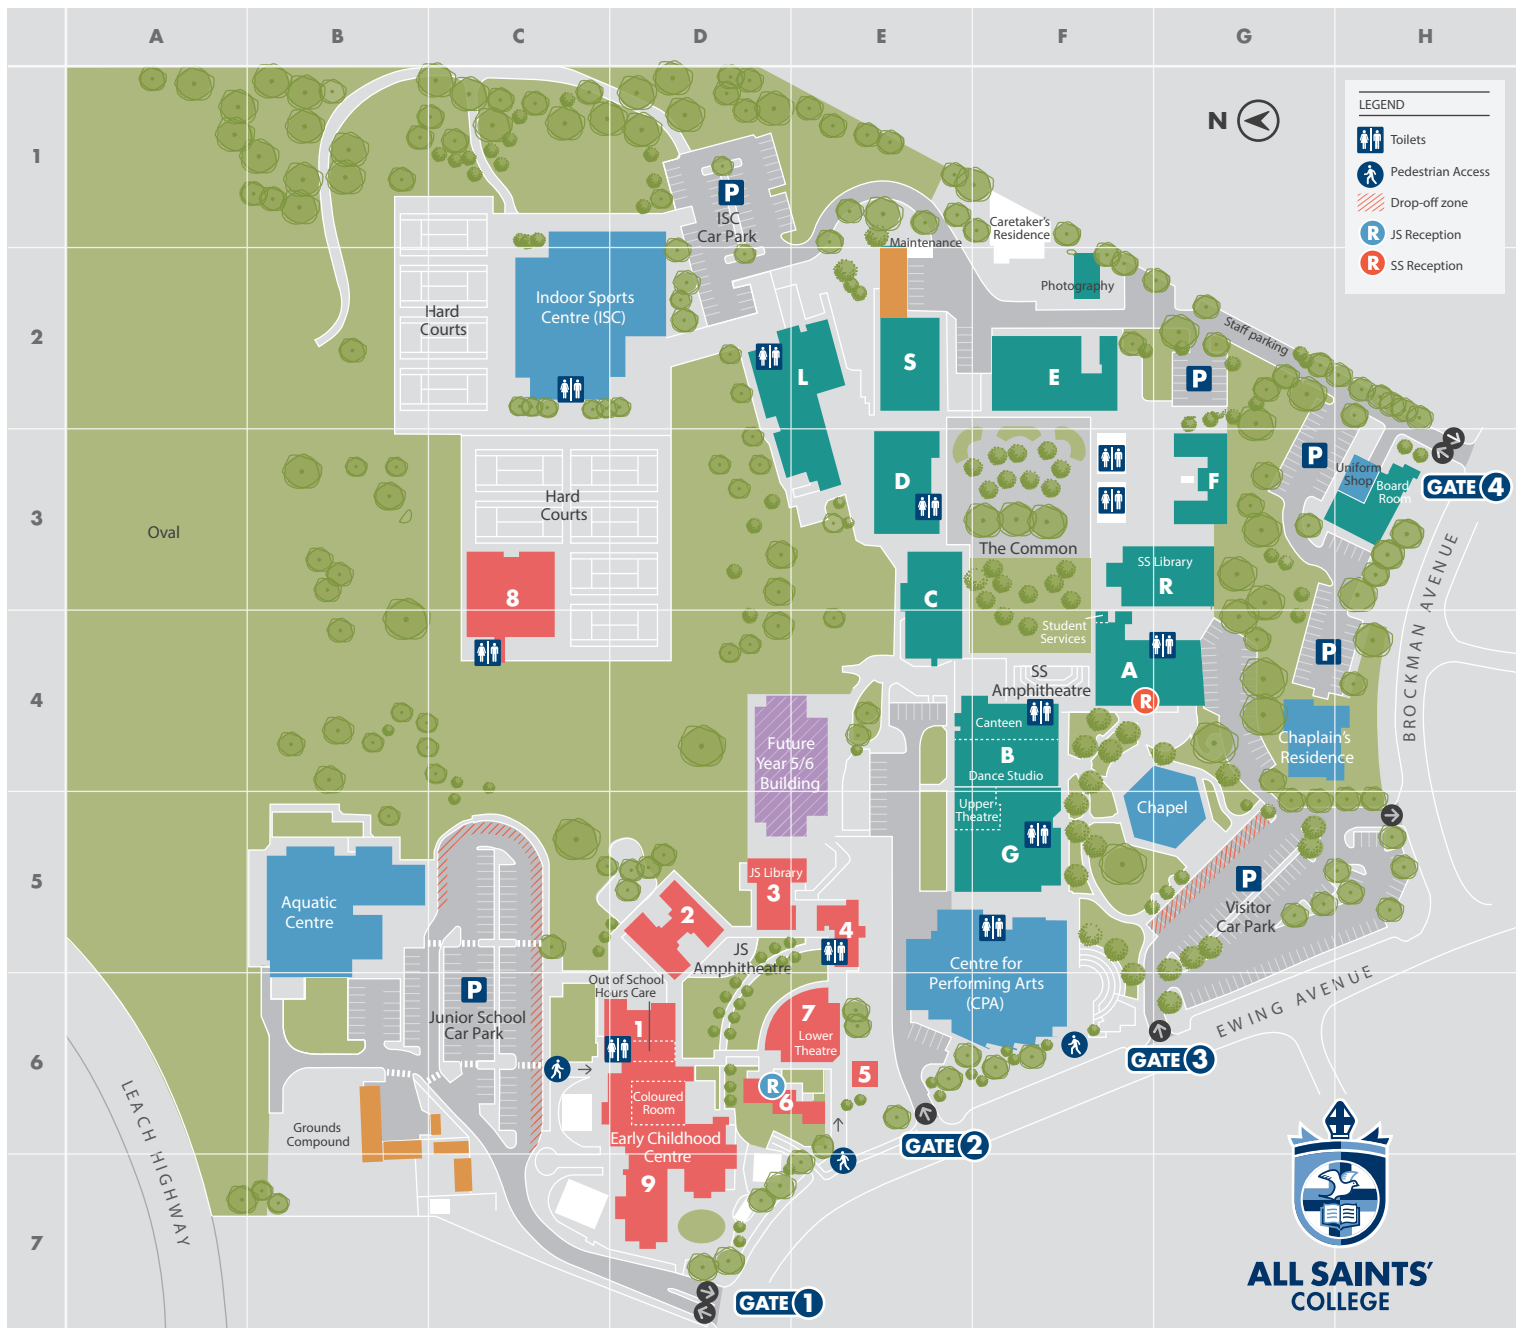 A B C D E F G H
1
2
3
4
5
6
7
N
LEGEND
Toilets
Pedestrian Access
Drop-off zone
R JS Reception
R SS Reception
P
ISC
Car Park
Maintenance
Caretaker's
Residence
Photography
Staff parking
Indoor Sports
Centre (ISC)
Hard
Courts
L
S
E
P
P
Uniform
Shop
Board
Room
GATE 4
Hard
Courts
D
F
Oval
The Common
SS Library
R
8
C
Student
Services
A
R
P
BROCKMAN AVENUE
SS
Amphitheatre
Canteen
B
Dance Studio
Future
Year 5/6
Building
Chaplain's
Residence
Upper
Theatre
G
Chapel
P
Visitor
Car Park
JS Library
3
2
4
Aquatic
Centre
JS
Amphitheatre
Centre for
Performing Arts
(CPA)
Out of School
Hours Care
P
Junior School
Car Park
1
7
Lower
Theatre
EWING AVENUE
GATE 3
5
R
6
Coloured
Room
Early Childhood
Centre
9
Grounds
Compound
GATE 2
LEACH HIGHWAY
GATE 1
ALL SAINTS'
COLLEGE